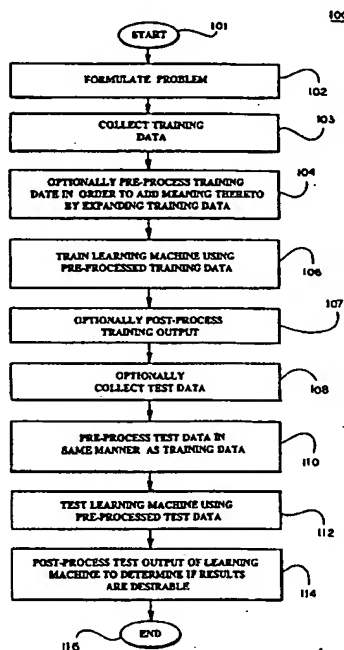 100
START
101
FORMULATE PROBLEM
102
COLLECT TRAINING
DATA
103
OPTIONALLY PRE-PROCESS TRAINING
DATE IN ORDER TO ADD MEANING THERETO
BY EXPANDING TRAINING DATA
104
TRAIN LEARNING MACHINE USING
PRE-PROCESSED TRAINING DATA
106
OPTIONALLY POST-PROCESS
TRAINING OUTPUT
107
OPTIONALLY
COLLECT TEST DATA
108
PRE-PROCESS TEST DATA IN
SAME MANNER AS TRAINING DATA
110
TEST LEARNING MACHINE USING
PRE-PROCESSED TEST DATA
112
POST-PROCESS TEST OUTPUT OF LEARNING
MACHINE TO DETERMINE IF RESULTS
ARE DESIRABLE
114
END
116